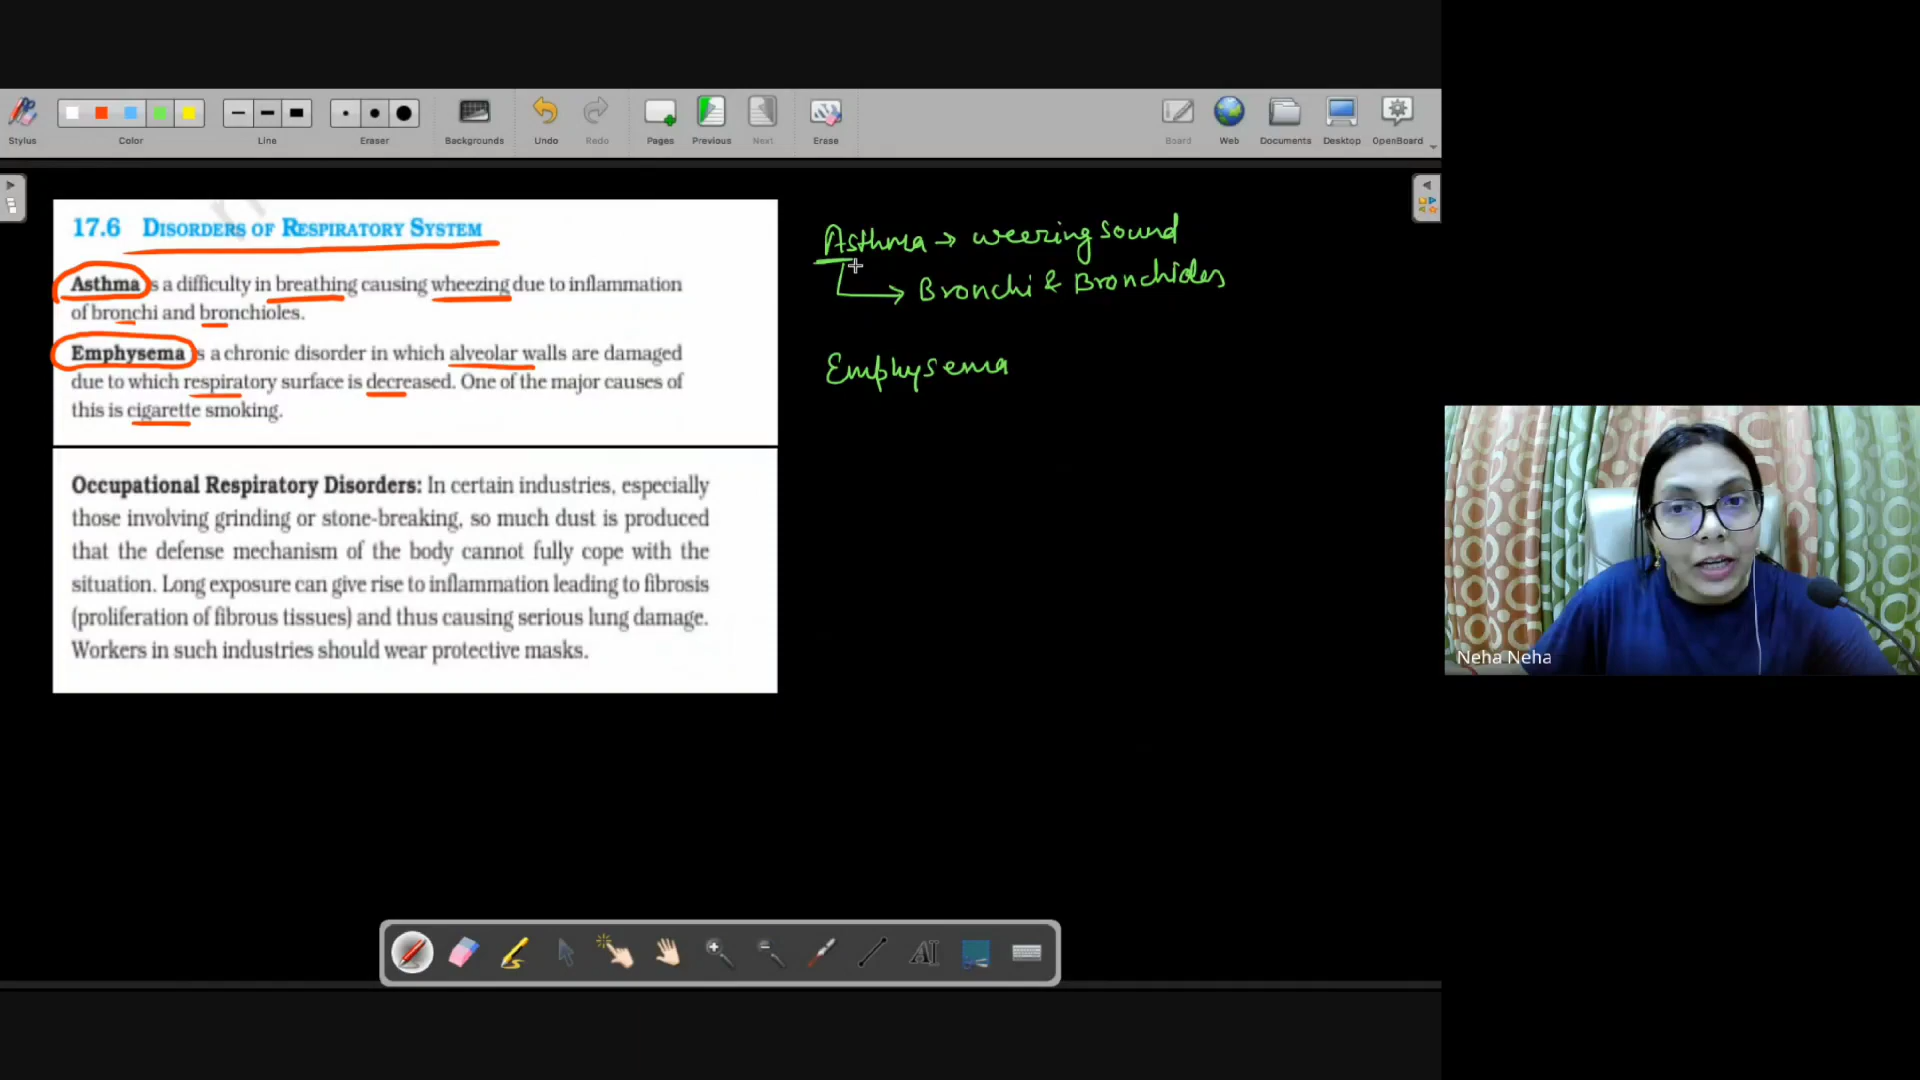 Stylus
Color
Line
Eraser
Backgrounds
Undo
Redo
Pages
Previous
Next
Erase
Board
Web
Documents
Desktop
OpenBoard
17.6 DISORDERS OF RESPIRATORY SYSTEM
Asthma is a difficulty in breathing causing wheezing due to inflammation
of bronchi and bronchioles.
Emphysema is a chronic disorder in which alveolar walls are damaged
due to which respiratory surface is decreased. One of the major causes of
this is cigarette smoking.
Occupational Respiratory Disorders: In certain industries, especially
those involving grinding or stone-breaking, so much dust is produced
that the defense mechanism of the body cannot fully cope with the
situation. Long exposure can give rise to inflammation leading to fibrosis
(proliferation of fibrous tissues) and thus causing serious lung damage.
Workers in such industries should wear protective masks.
Asthma → weezing sound
Bronchi & Bronchioles
Emphysema
Neha Neha